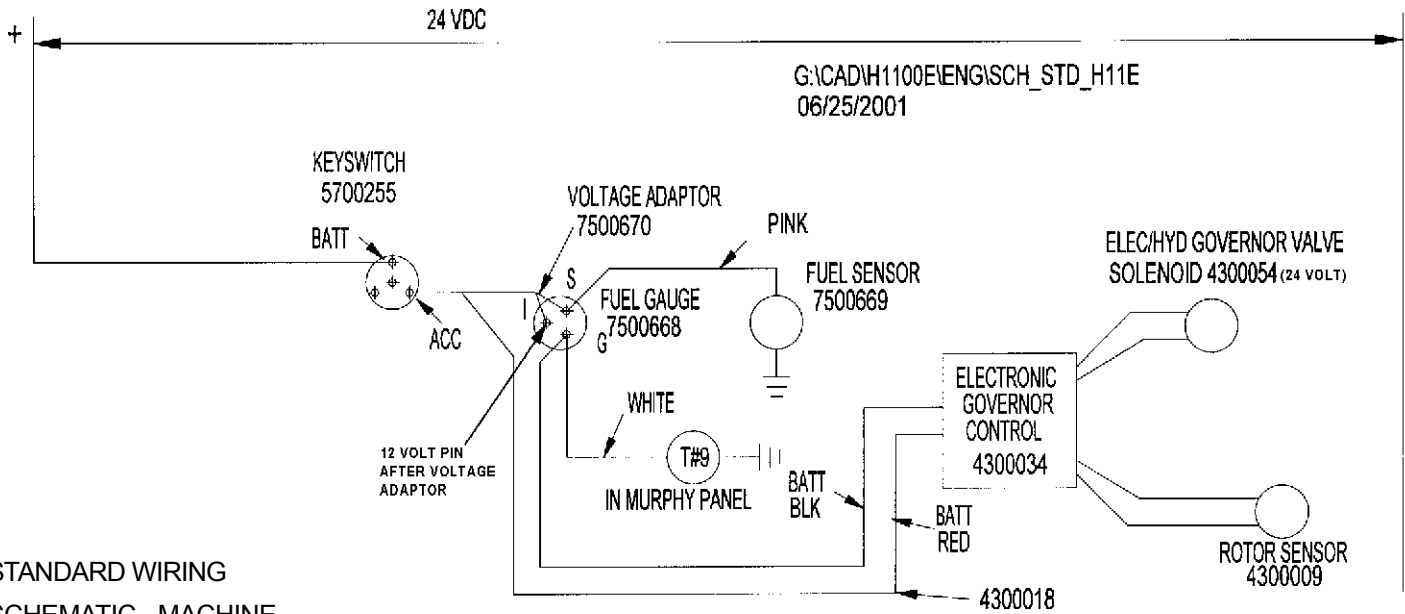 24 VDC
+
G:\CAD\H1100E\ENG\SCH_STD_H11E
06/25/2001
KEYSWITCH
5700255
BATT
ACC
VOLTAGE ADAPTOR
7500670
PINK
S
I
G
FUEL GAUGE
7500668
FUEL SENSOR
7500669
ELEC/HYD GOVERNOR VALVE
SOLENOID 4300054 (24 VOLT)
12 VOLT PIN
AFTER VOLTAGE
ADAPTOR
WHITE
T#9
IN MURPHY PANEL
BATT
BLK
BATT
RED
ELECTRONIC
GOVERNOR
CONTROL
4300034
ROTOR SENSOR
4300009
4300018
STANDARD WIRING
SCHEMATIC - MACHINE